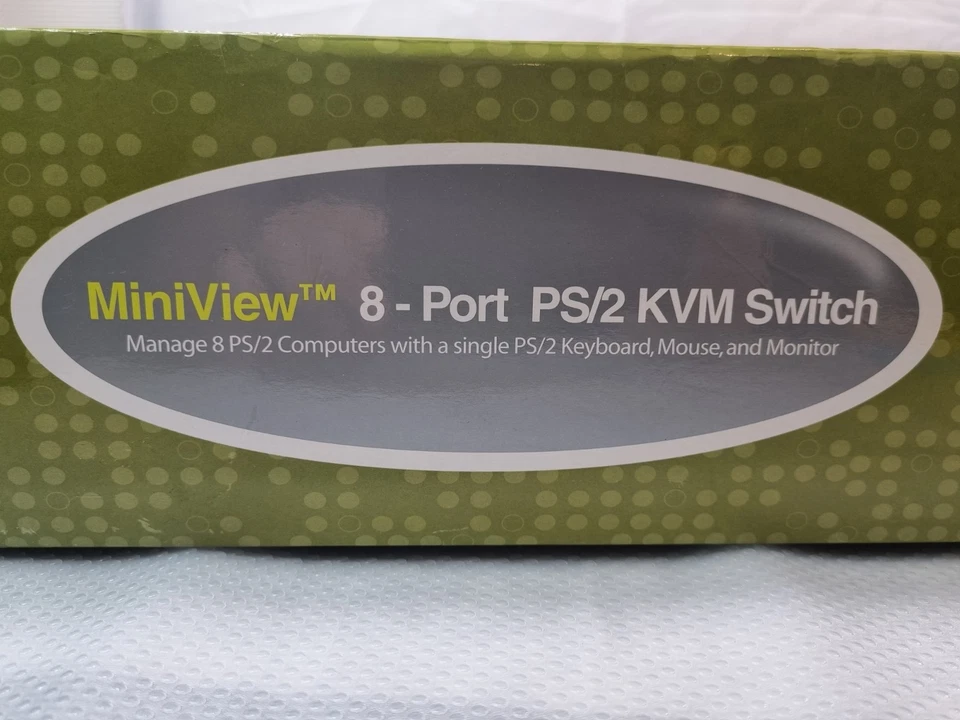 MiniView™ 8 - Port PS/2 KVM Switch
Manage 8 PS/2 Computers with a single PS/2 Keyboard, Mouse, and Monitor